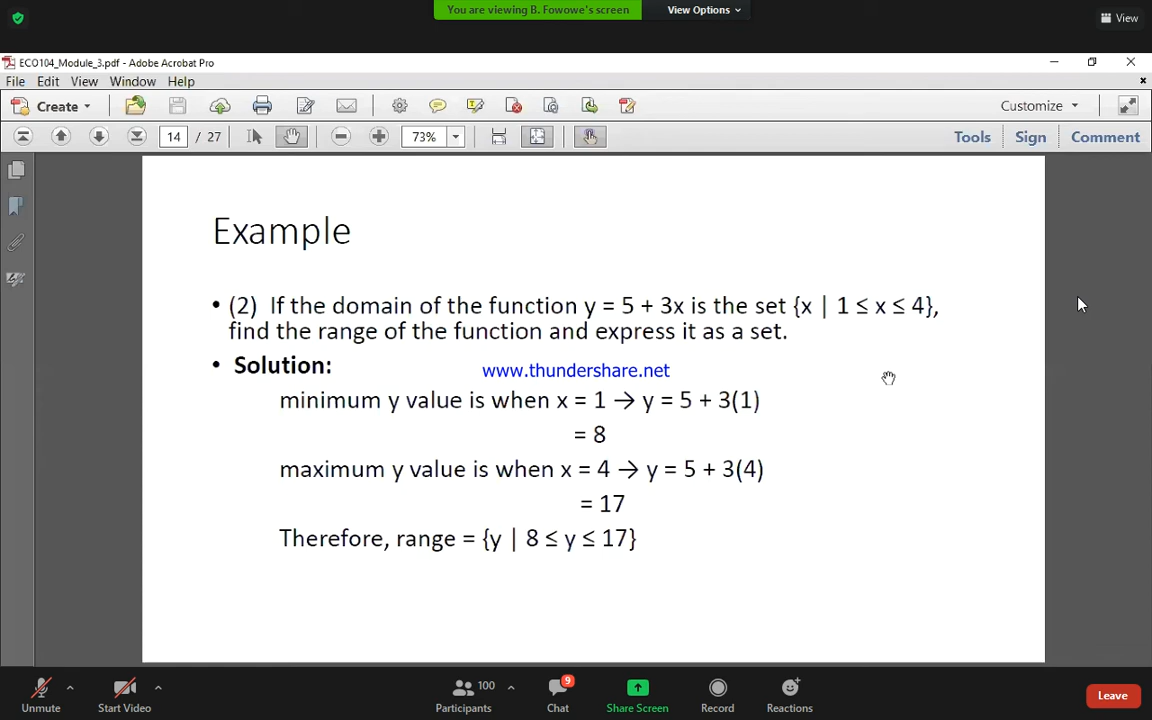 You are viewing B. Fowowe's screen View Options
View
ECO104_Module_3.pdf - Adobe Acrobat Pro
File Edit View Window Help
Create Customize
14 / 27 73% Tools Sign Comment
Example
• (2) If the domain of the function y = 5 + 3x is the set {x | 1 ≤ x ≤ 4},
find the range of the function and express it as a set.
• Solution:
www.thundershare.net
minimum y value is when x = 1 → y = 5 + 3(1)
= 8
maximum y value is when x = 4 → y = 5 + 3(4)
= 17
Therefore, range = {y | 8 ≤ y ≤ 17}
Unmute Start Video Participants 100 Chat 9 Share Screen Record Reactions Leave